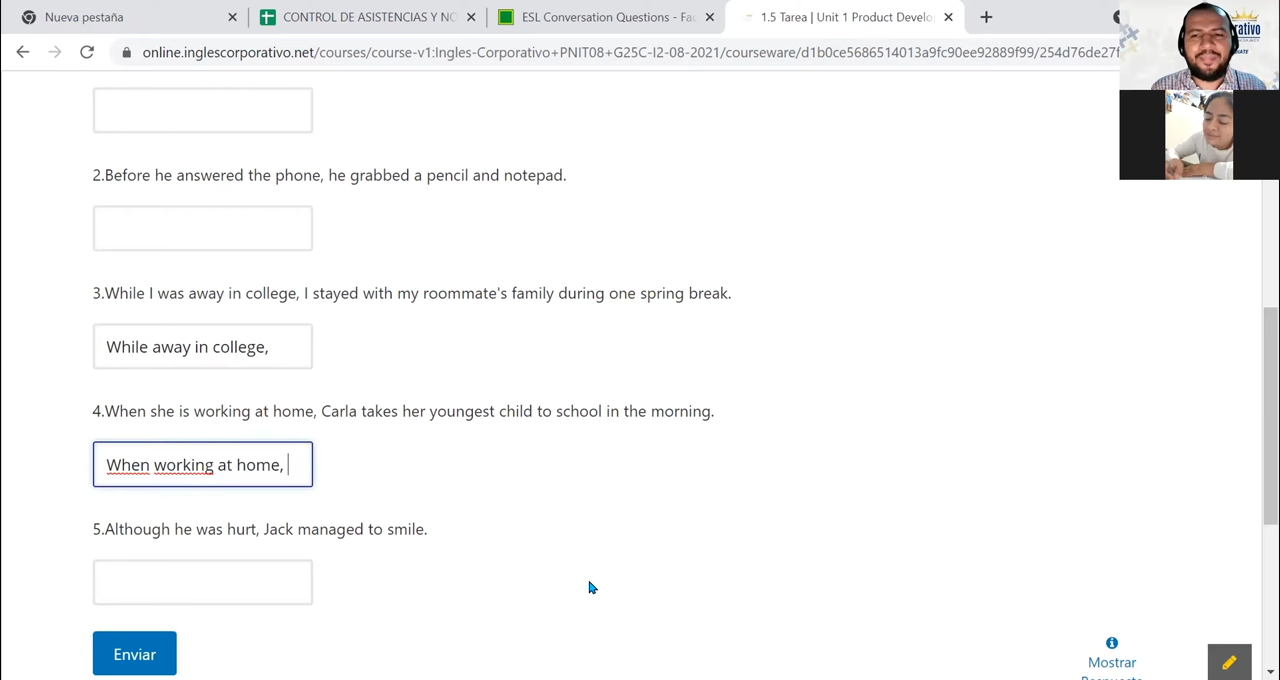 Nueva pestaña
CONTROL DE ASISTENCIAS Y NO
ESL Conversation Questions - Fac
1.5 Tarea | Unit 1 Product Develo
online.inglescorporativo.net/courses/course-v1:Ingles-Corporativo+PNIT08+G25C-I2-08-2021/courseware/d1b0ce5686514013a9fc90ee92889f99/254d76de27f
2.Before he answered the phone, he grabbed a pencil and notepad.
3.While I was away in college, I stayed with my roommate's family during one spring break.
While away in college,
4.When she is working at home, Carla takes her youngest child to school in the morning.
When working at home,
5.Although he was hurt, Jack managed to smile.
Enviar
Mostrar